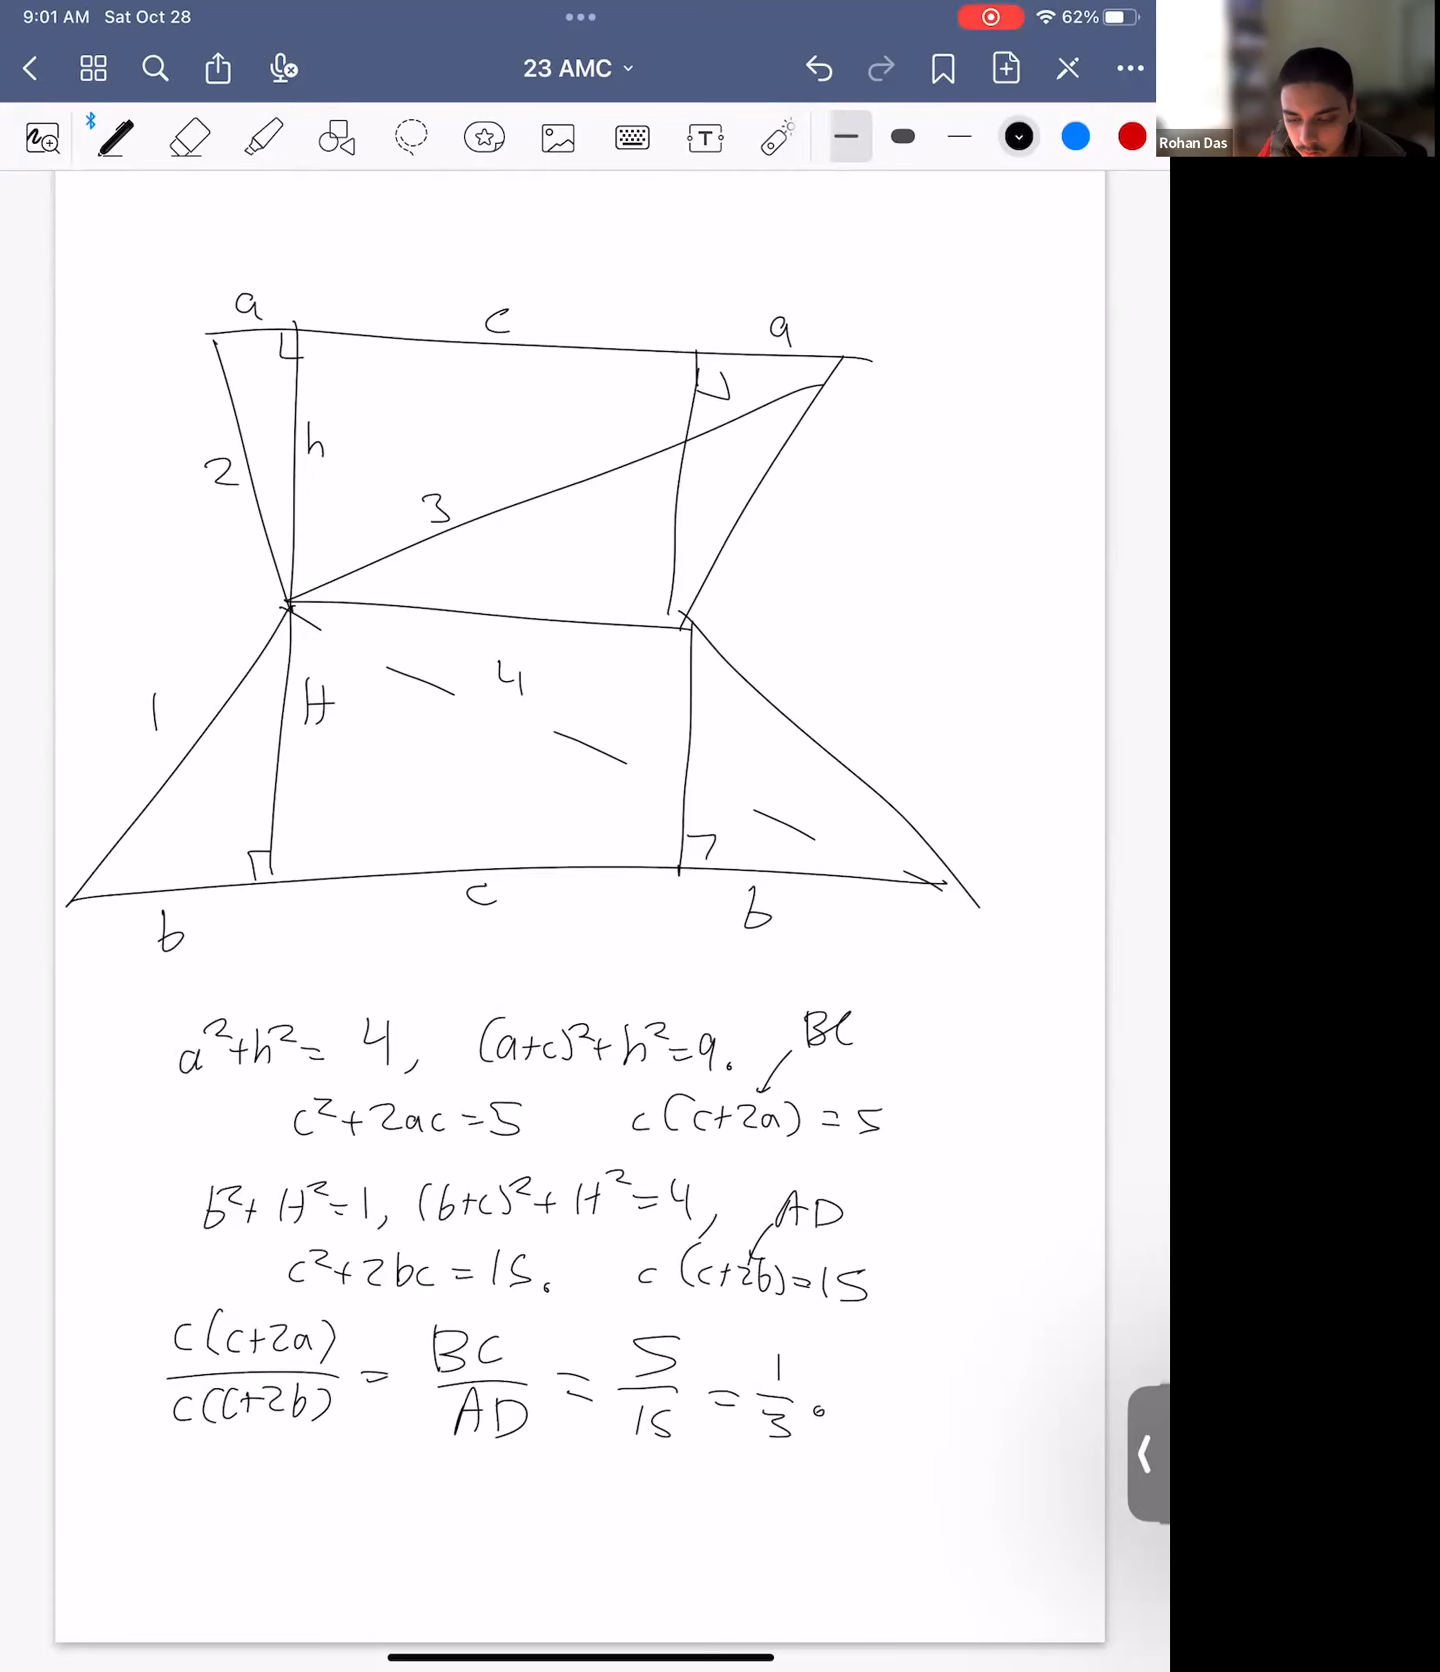 9:01 AM Sat Oct 28
62%
23 AMC
T
Rohan Das
a
c
a
h
2
3
1
H
4
b
c
b
a²+h²= 4, (a+c)²+h²=9.
BC
c²+2ac=5 c(c+2a)=5
b²+H²=1, (b+c)²+H²=4,
AD
c²+2bc=15. c(c+2b)=15
c(c+2a)/c(c+2b) = BC/AD = 5/15 = 1/3.